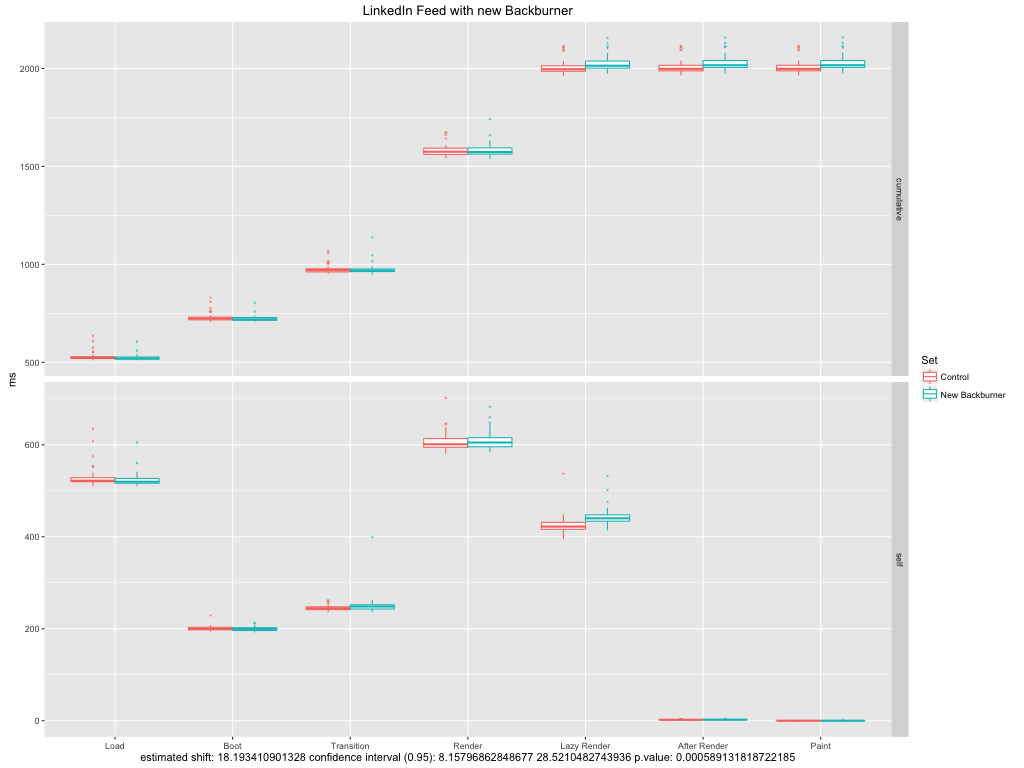 LinkedIn Feed with new Backburner
2000
1500
1000
500
cumulative
ms
600
400
200
0
self
Set
Control
New Backburner
Load Boot Transition Render Lazy Render After Render Paint
estimated shift: 18.193410901328 confidence interval (0.95): 8.15796862848677 28.5210482743936 p.value: 0.000589131818722185